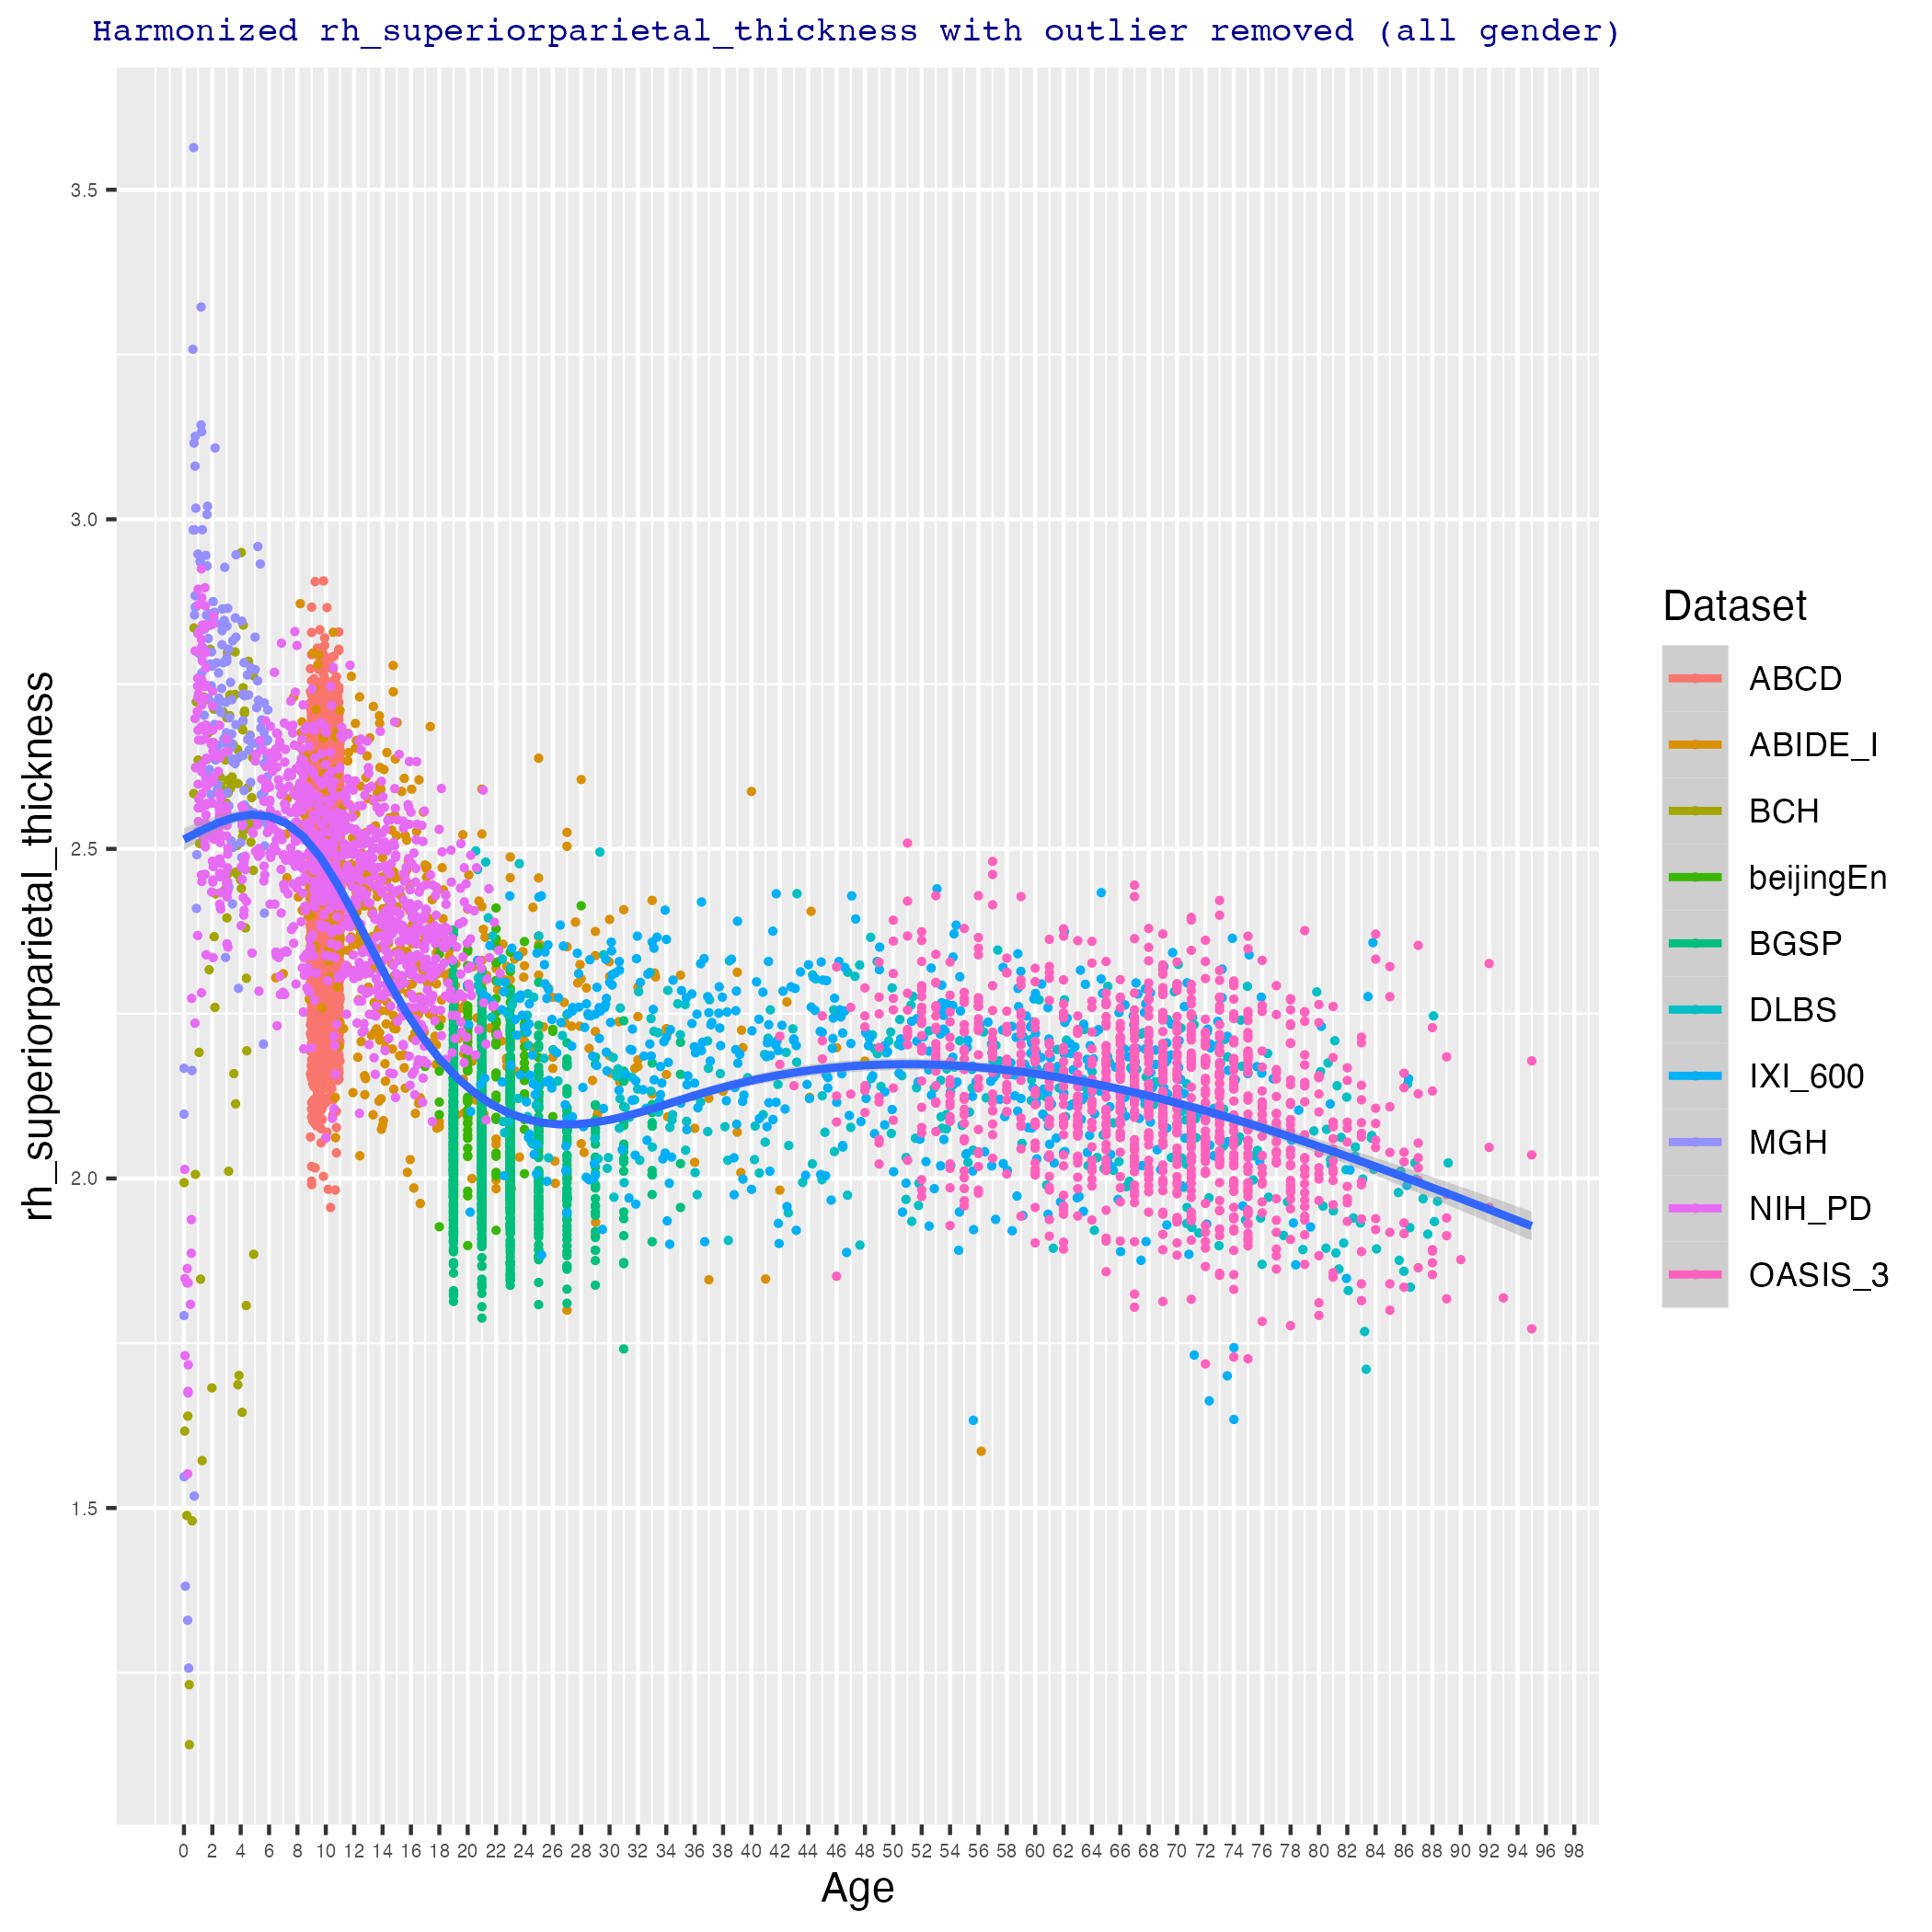 Harmonized rh_superiorparietal_thickness with outlier removed (all gender)
rh_superiorparietal_thickness
3.5
3.0
2.5
2.0
1.5
0 2 4 6 8 10 12 14 16 18 20 22 24 26 28 30 32 34 36 38 40 42 44 46 48 50 52 54 56 58 60 62 64 66 68 70 72 74 76 78 80 82 84 86 88 90 92 94 96 98
Age
Dataset
ABCD
ABIDE_I
BCH
beijingEn
BGSP
DLBS
IXI_600
MGH
NIH_PD
OASIS_3